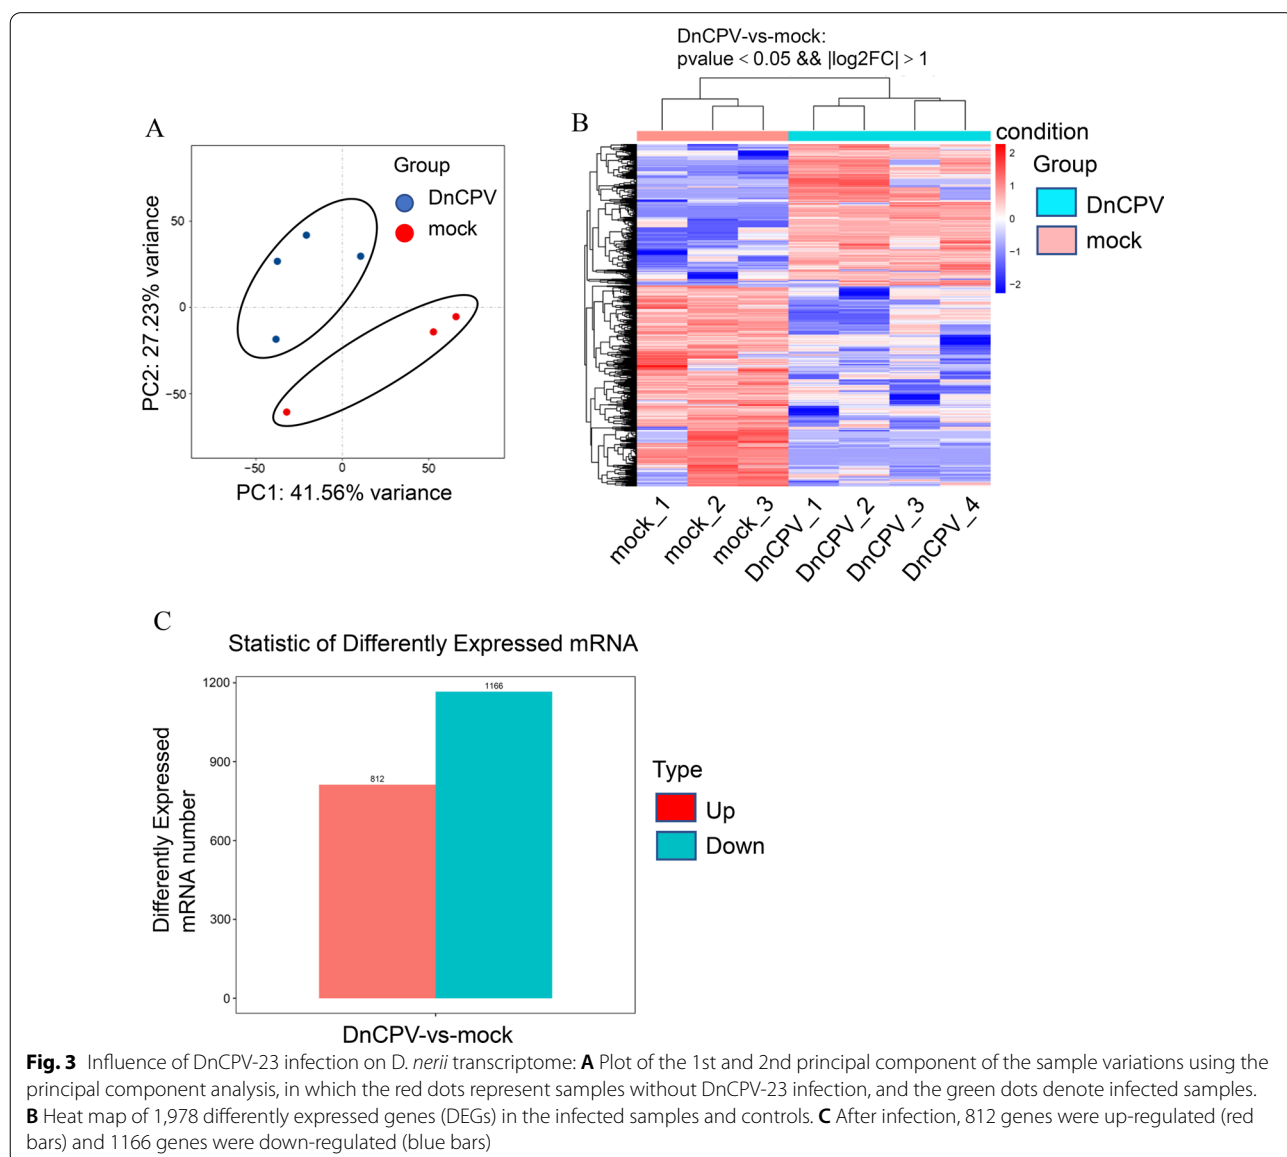 DnCPV-vs-mock:
pvalue < 0.05 && |log2FC| > 1
A
Group
DnCPV
mock
PC2: 27.23% variance
50
0
−50
−50
0
50
PC1: 41.56% variance
B
condition
2
1
0
−1
−2
Group
DnCPV
mock
mock_1
mock_2
mock_3
DnCPV_1
DnCPV_2
DnCPV_3
DnCPV_4
C
Statistic of Differently Expressed mRNA
Differently Expressed
mRNA number
1200
900
600
300
0
812
1166
DnCPV-vs-mock
Type
Up
Down
Fig. 3 Influence of DnCPV-23 infection on D. nerii transcriptome: A Plot of the 1st and 2nd principal component of the sample variations using the
principal component analysis, in which the red dots represent samples without DnCPV-23 infection, and the green dots denote infected samples.
B Heat map of 1,978 differently expressed genes (DEGs) in the infected samples and controls. C After infection, 812 genes were up-regulated (red
bars) and 1166 genes were down-regulated (blue bars)